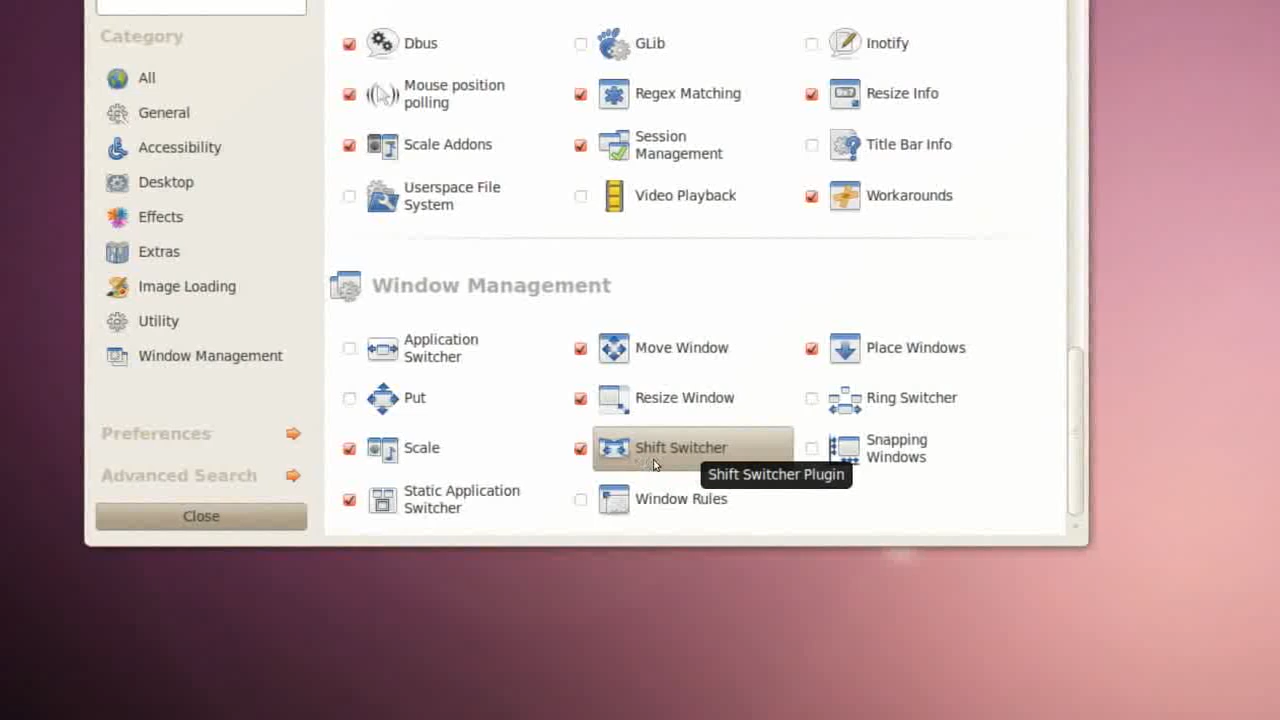 Category
All
General
Accessibility
Desktop
Effects
Extras
Image Loading
Utility
Window Management
Preferences
Advanced Search
Close
Dbus
GLib
Inotify
Mouse position
polling
Regex Matching
Resize Info
Scale Addons
Session
Management
Title Bar Info
Userspace File
System
Video Playback
Workarounds
Window Management
Application
Switcher
Move Window
Place Windows
Put
Resize Window
Ring Switcher
Scale
Shift Switcher
Snapping
Windows
Shift Switcher Plugin
Static Application
Switcher
Window Rules